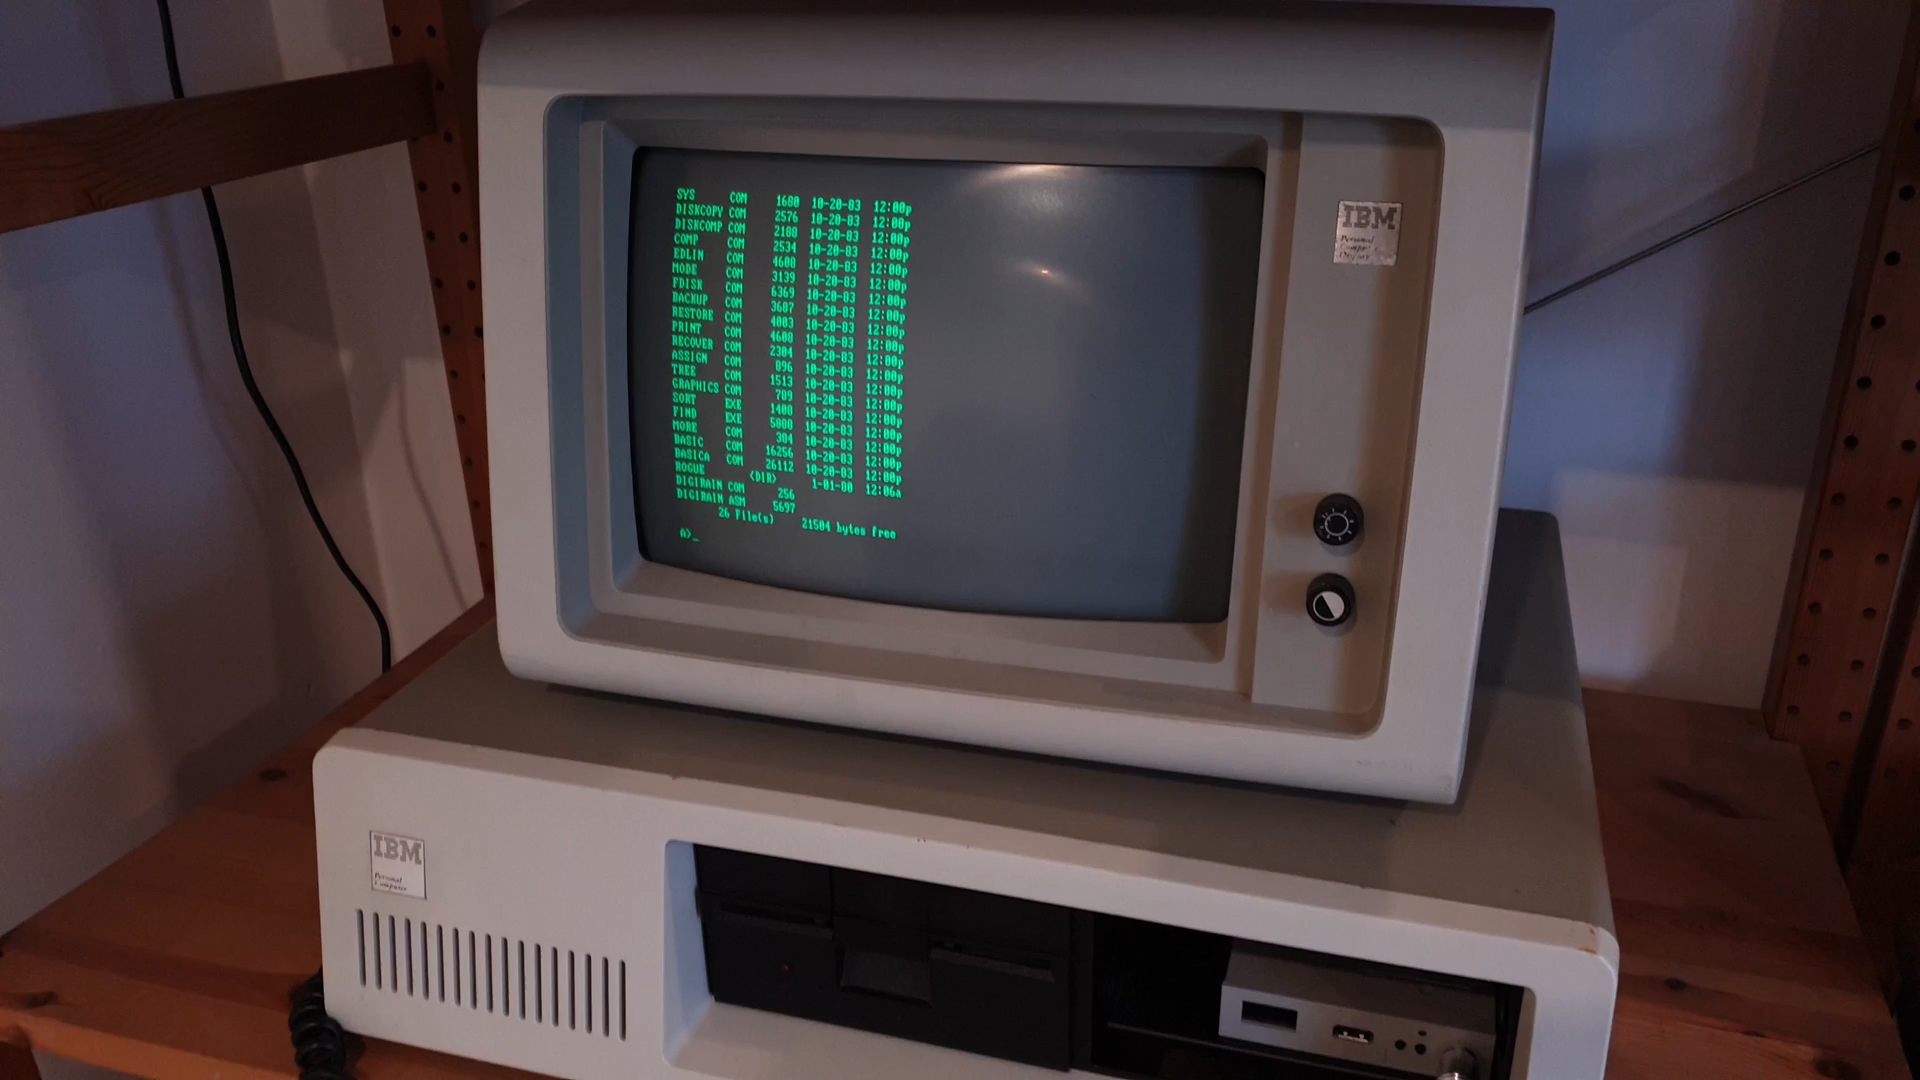 SYS COM 1680 10-20-83 12:00p
DISKCOPY COM 2576 10-20-83 12:00p
DISKCOMP COM 2188 10-20-83 12:00p
COMP COM 2534 10-20-83 12:00p
EDLIN COM 4608 10-20-83 12:00p
MODE COM 3139 10-20-83 12:00p
FDISK COM 6369 10-20-83 12:00p
BACKUP COM 3687 10-20-83 12:00p
RESTORE COM 4003 10-20-83 12:00p
PRINT COM 4608 10-20-83 12:00p
RECOVER COM 2304 10-20-83 12:00p
ASSIGN COM 896 10-20-83 12:00p
TREE COM 1513 10-20-83 12:00p
GRAPHICS COM 789 10-20-83 12:00p
SORT EXE 1408 10-20-83 12:00p
FIND EXE 5888 10-20-83 12:00p
MORE COM 384 10-20-83 12:00p
BASIC COM 16256 10-20-83 12:00p
BASICA COM 26112 10-20-83 12:00p
ROGUE <DIR> 1-01-80 12:06a
DIGIRAIN COM 256
DIGIRAIN ASM 5697
26 File(s) 21504 bytes free
A>_
IBM
Personal
Computer
Display
IBM
Personal
Computer